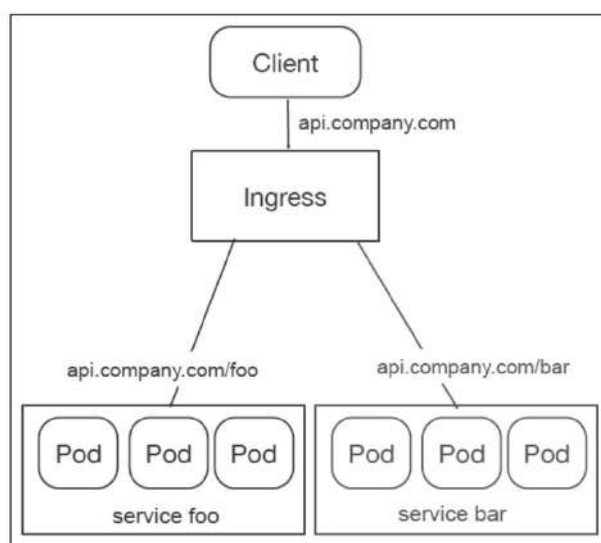 Client
api.company.com
Ingress
api.company.com/foo
api.company.com/bar
Pod Pod Pod
service foo
Pod Pod Pod
service bar